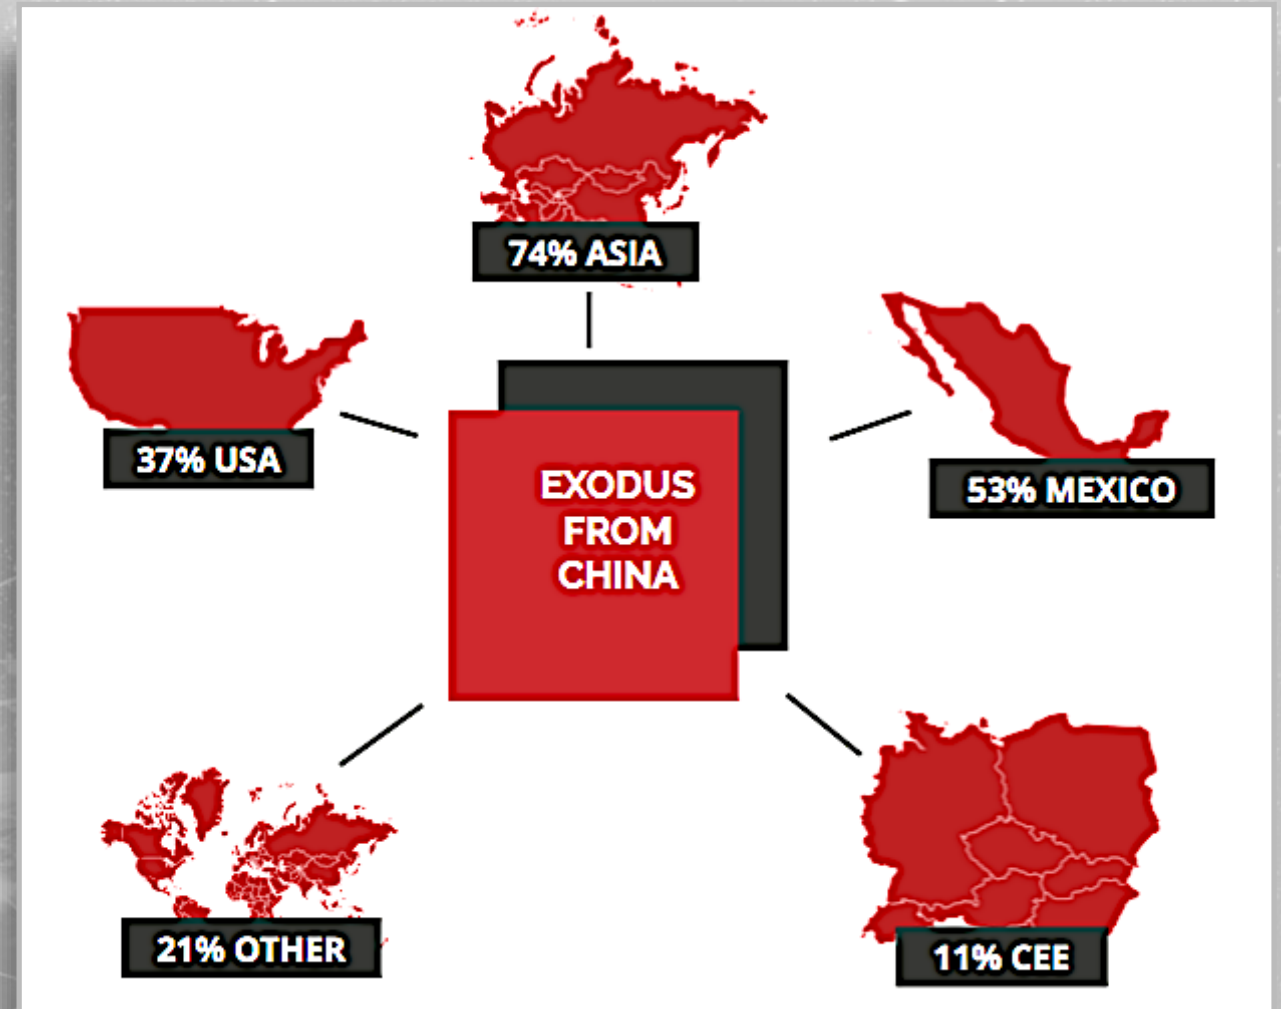 74% ASIA
37% USA
53% MEXICO
EXODUS
FROM
CHINA
21% OTHER
11% CEE